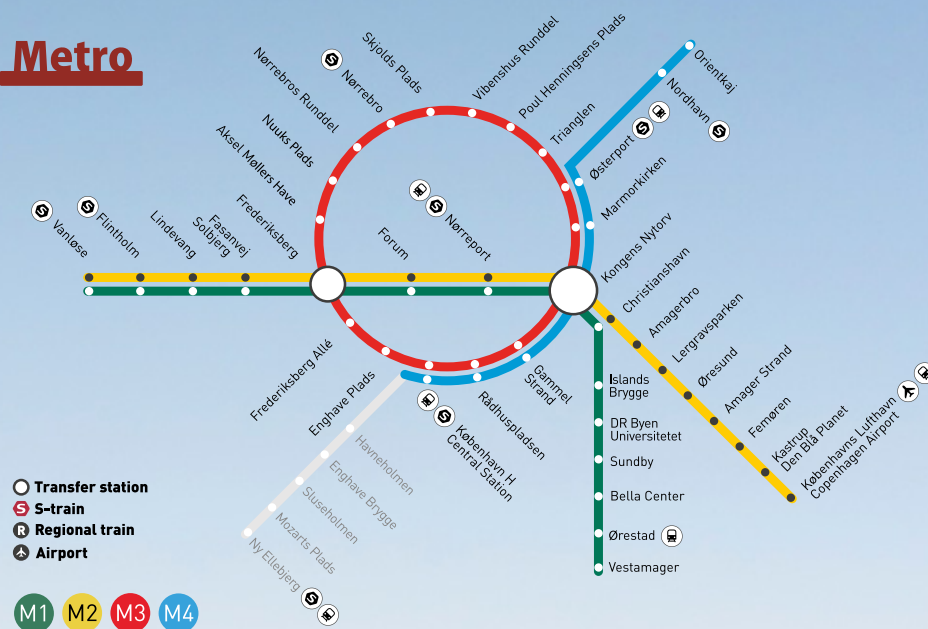 Metro
Vanløse
Flintholm
Lindevang
Fasanvej
Solbjerg
Frederiksberg
Aksel Møllers Have
Nuuks Plads
Nørrebros Runddel
Nørrebro
Skjolds Plads
Vibenshus Runddel
Poul Henningsens Plads
Trianglen
Østerport
Nordhavn
Orientkaj
Marmorkirken
Forum
Nørreport
Kongens Nytorv
Christianshavn
Amagerbro
Lergravsparken
Øresund
Amager Strand
Femøren
Kastrup
Den Blå Planet
Københavns Lufthavn
Copenhagen Airport
Islands
Brygge
DR Byen
Universitetet
Sundby
Bella Center
Ørestad
Vestamager
Gammel
Strand
Rådhuspladsen
København H
Central Station
Frederiksberg Allé
Enghave Plads
Havneholmen
Enghave Brygge
Sluseholmen
Mozarts Plads
Ny Ellebjerg
Transfer station
S S-train
R Regional train
Airport
M1 M2 M3 M4